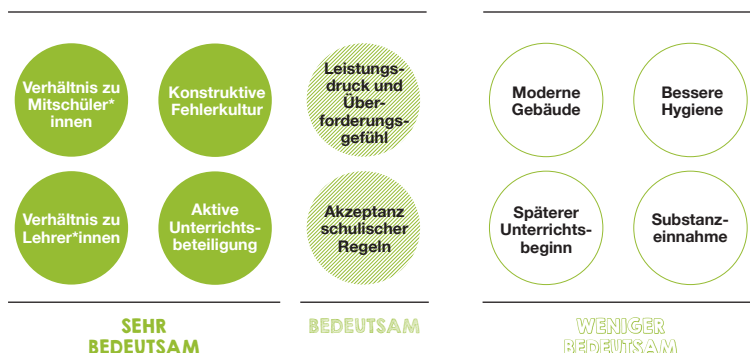 Verhältnis zu
Mitschüler*
innen
Konstruktive
Fehlerkultur
Leistungs-
druck und
Über-
forderungs-
gefühl
Moderne
Gebäude
Bessere
Hygiene
Verhältnis zu
Lehrer*innen
Aktive
Unterrichts-
beteiligung
Akzeptanz
schulischer
Regeln
Späterer
Unterrichts-
beginn
Substanz-
einnahme
SEHR
BEDEUTSAM
BEDEUTSAM
WENIGER
BEDEUTSAM